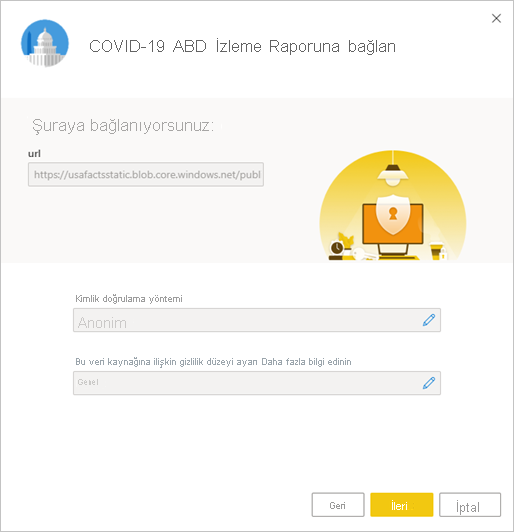 COVID-19 ABD İzleme Raporuna bağlan
Şuraya bağlanıyorsunuz:
url
https://usafactsstatic.blob.core.windows.net/publ
Kimlik doğrulama yöntemi
Anonim
Bu veri kaynağına ilişkin gizlilik düzeyi ayarı Daha fazla bilgi edinin
Genel
Geri
İleri
İptal